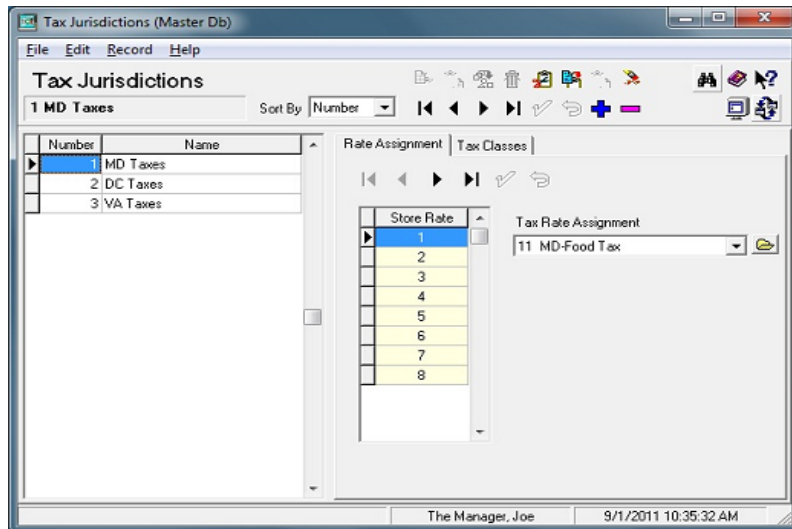 Tax Jurisdictions (Master Db)
File Edit Record Help
Tax Jurisdictions
1 MD Taxes Sort By Number
Number Name
1 MD Taxes
2 DC Taxes
3 VA Taxes
Rate Assignment Tax Classes
Store Rate
1
2
3
4
5
6
7
8
Tax Rate Assignment
11 MD-Food Tax
The Manager, Joe 9/1/2011 10:35:32 AM